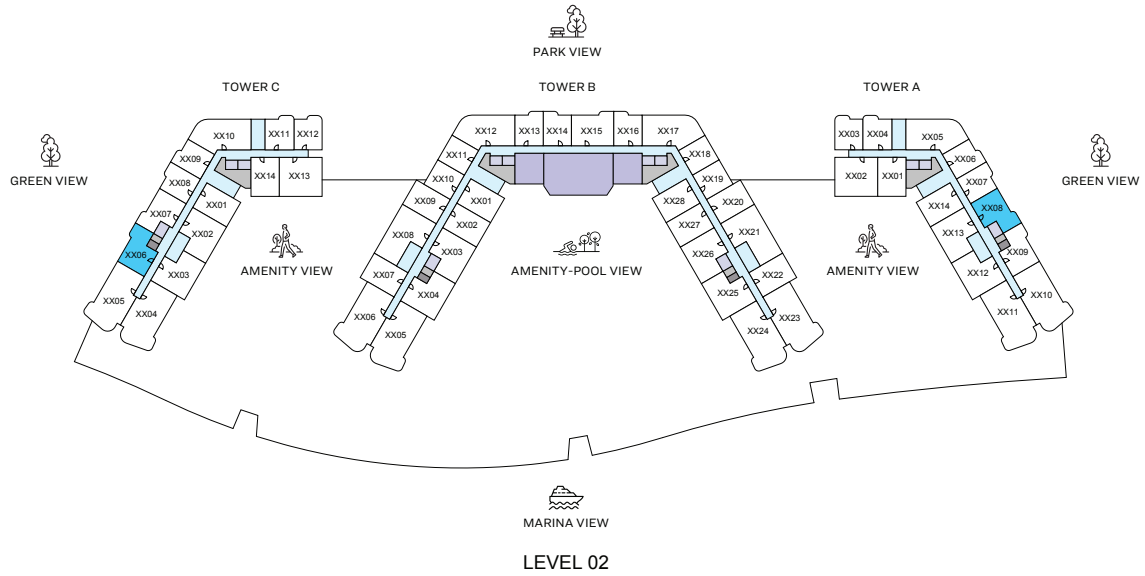 PARK VIEW
TOWER C
TOWER B
TOWER A
XX10
XX11
XX12
XX09
XX08
XX14
XX13
XX01
XX07
XX02
XX06
XX03
XX05
XX04
XX12
XX13
XX14
XX15
XX16
XX17
XX11
XX18
XX10
XX19
XX09
XX01
XX28
XX20
XX08
XX02
XX27
XX21
XX03
XX26
XX07
XX04
XX25
XX22
XX06
XX05
XX24
XX23
XX03
XX04
XX05
XX06
XX02
XX01
XX07
XX14
XX08
XX13
XX09
XX12
XX10
XX11
GREEN VIEW
GREEN VIEW
AMENITY VIEW
AMENITY-POOL VIEW
AMENITY VIEW
MARINA VIEW
LEVEL 02